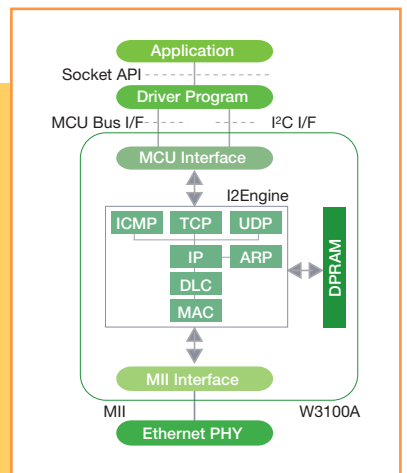 Application
Socket API
Driver Program
MCU Bus I/F I²C I/F
MCU Interface
I2Engine
ICMP TCP UDP
IP ARP
DLC
MAC
DPRAM
MII Interface
MII W3100A
Ethernet PHY